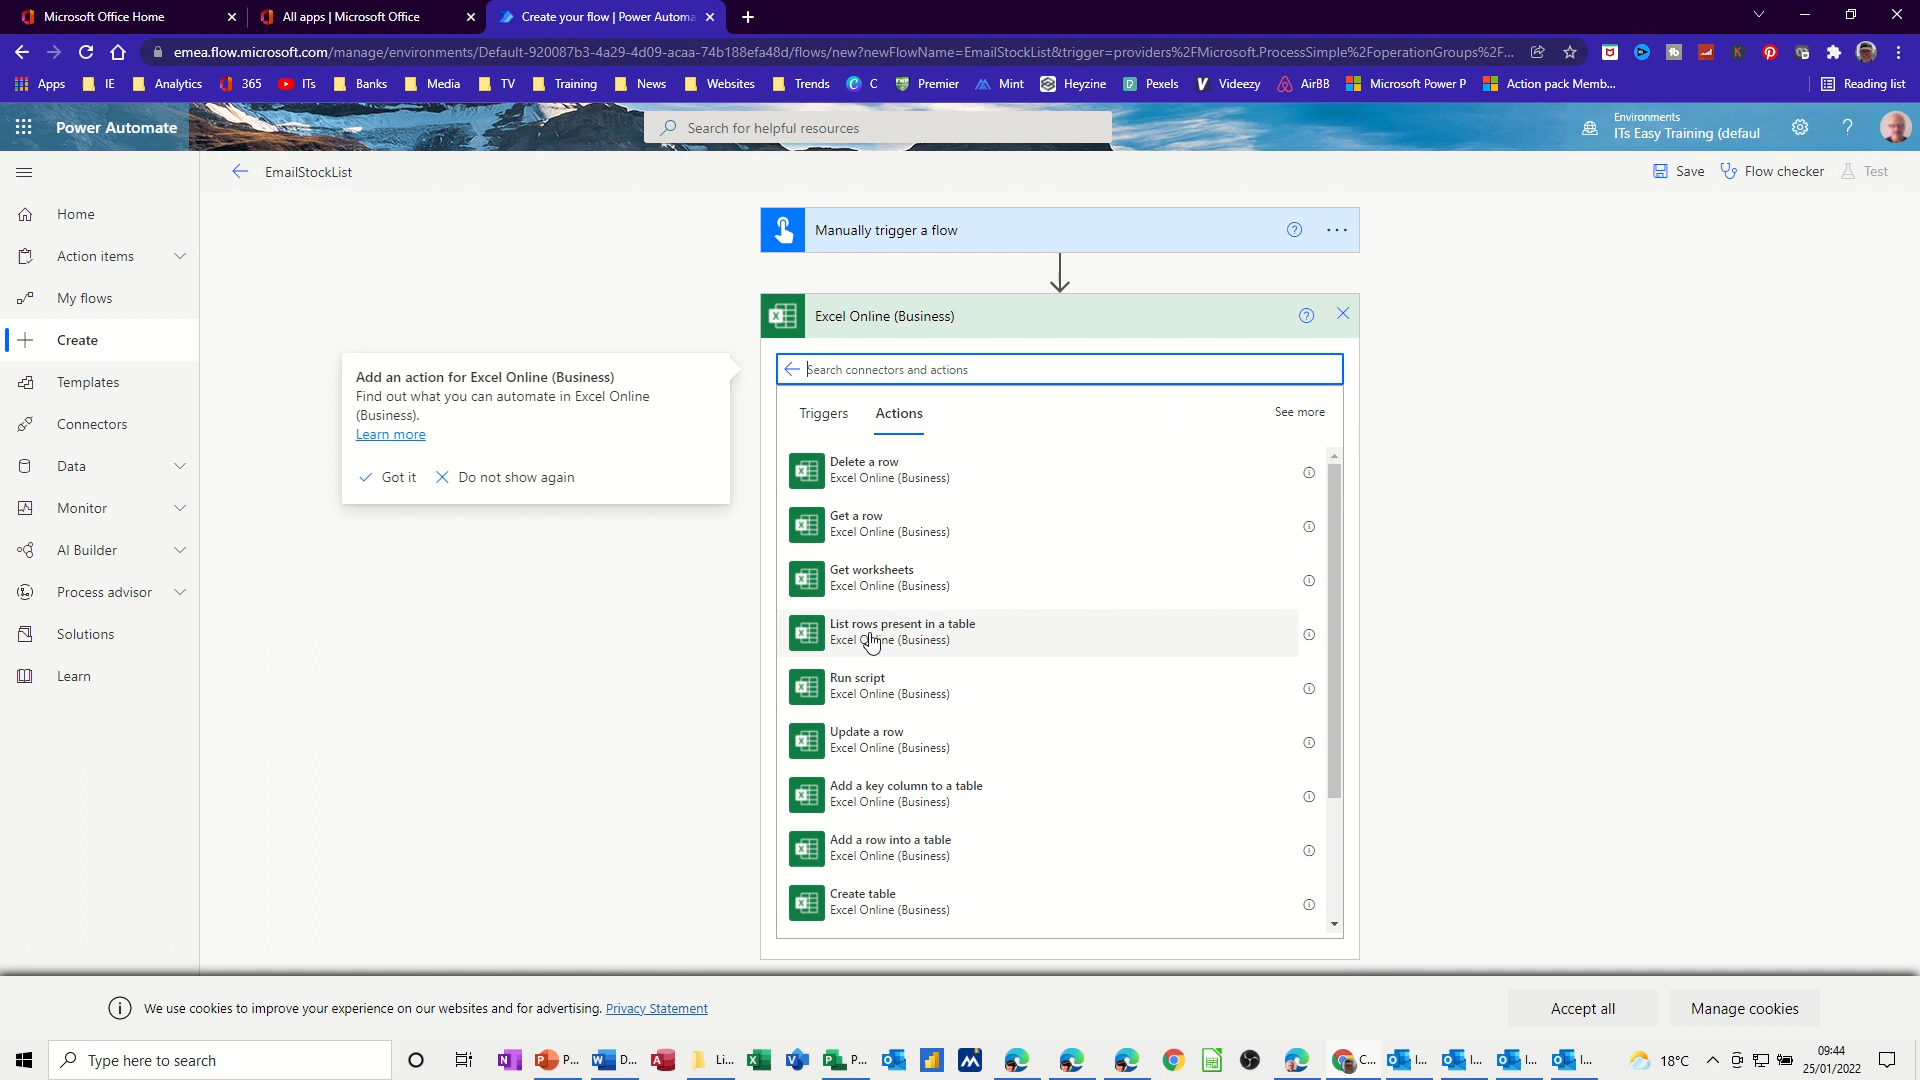 Microsoft Office Home
All apps | Microsoft Office
Create your flow | Power Automa
emea.flow.microsoft.com/manage/environments/Default-920087b3-4a29-4d09-acaa-74b188efa48d/flows/new?newFlowName=EmailStockList&trigger=providers%2FMicrosoft.ProcessSimple%2FoperationGroups%2F...
Apps IE Analytics 365 ITs Banks Media TV Training News Websites Trends C Premier Mint Heyzine Pexels Videezy AirBB Microsoft Power P Action pack Memb... Reading list
Power Automate
Search for helpful resources
Environments
ITs Easy Training (defaul
EmailStockList
Save
Flow checker
Test
Home
Action items
My flows
Create
Templates
Connectors
Data
Monitor
AI Builder
Process advisor
Solutions
Learn
Manually trigger a flow
Excel Online (Business)
Add an action for Excel Online (Business)
Find out what you can automate in Excel Online
(Business).
Learn more
Got it
Do not show again
Search connectors and actions
Triggers
Actions
See more
Delete a row
Excel Online (Business)
Get a row
Excel Online (Business)
Get worksheets
Excel Online (Business)
List rows present in a table
Excel Online (Business)
Run script
Excel Online (Business)
Update a row
Excel Online (Business)
Add a key column to a table
Excel Online (Business)
Add a row into a table
Excel Online (Business)
Create table
Excel Online (Business)
We use cookies to improve your experience on our websites and for advertising. Privacy Statement
Accept all
Manage cookies
Type here to search
P...
D...
Li...
P...
C...
I...
I...
I...
I...
18°C
09:44
25/01/2022